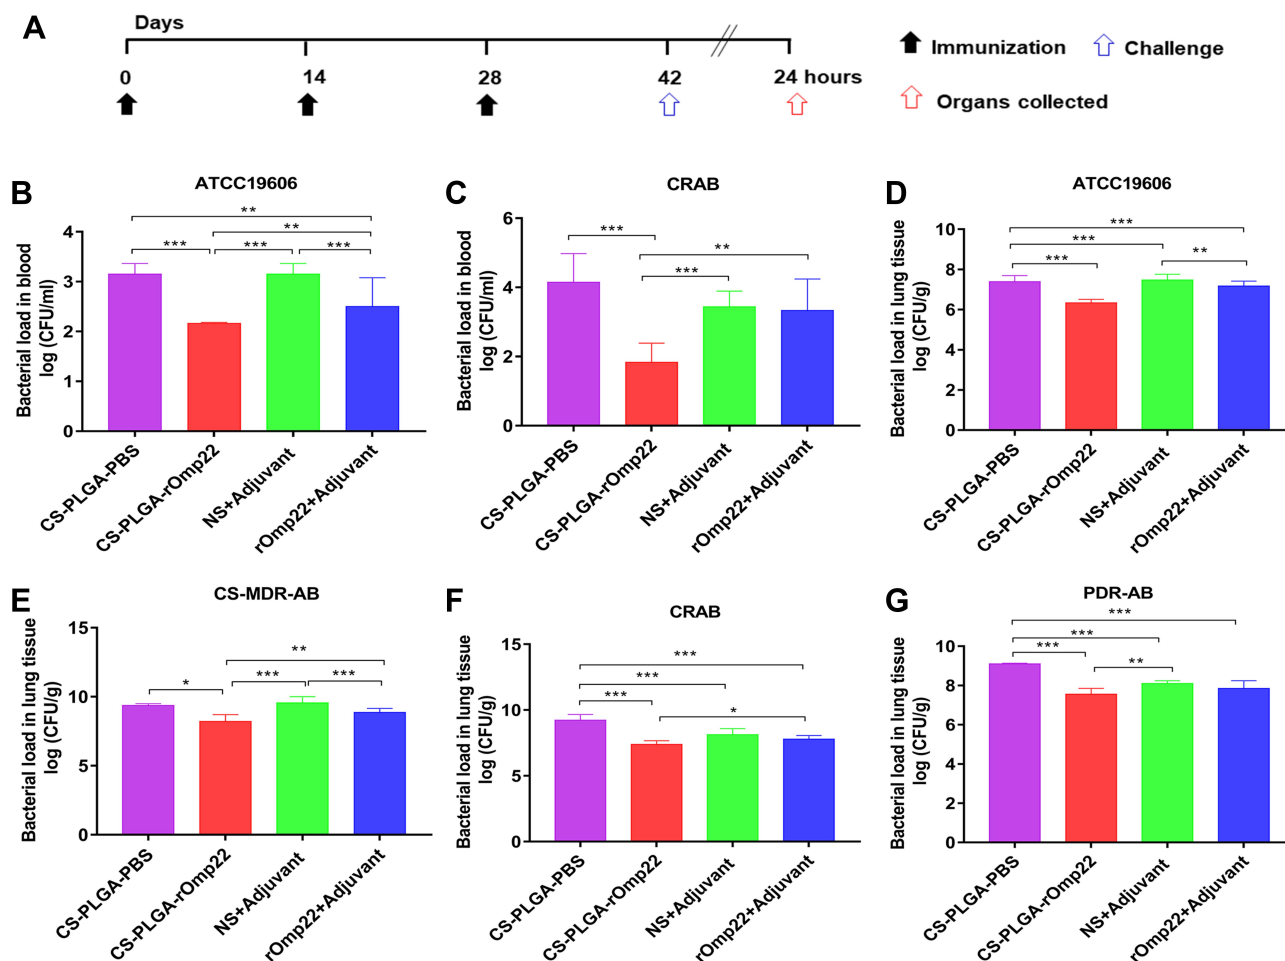 A
Days
0 14 28 42 24 hours
Immunization Challenge
Organs collected
B
ATCC19606
Bacterial load in blood
log (CFU/ml)
4
3
2
1
0
** 
**
*** *** ***
CS-PLGA-PBS
CS-PLGA-rOmp22
NS+Adjuvant
rOmp22+Adjuvant
C
CRAB
Bacterial load in blood
log (CFU/ml)
6
4
2
0
***
**
***
CS-PLGA-PBS
CS-PLGA-rOmp22
NS+Adjuvant
rOmp22+Adjuvant
D
ATCC19606
Bacterial load in lung tissue
log (CFU/g)
10
8
6
4
2
0
***
***
*** **
CS-PLGA-PBS
CS-PLGA-rOmp22
NS+Adjuvant
rOmp22+Adjuvant
E
CS-MDR-AB
Bacterial load in lung tissue
log (CFU/g)
15
10
5
0
**
* *** ***
CS-PLGA-PBS
CS-PLGA-rOmp22
NS+Adjuvant
rOmp22+Adjuvant
F
CRAB
Bacterial load in lung tissue
log (CFU/g)
15
10
5
0
***
***
***
*
CS-PLGA-PBS
CS-PLGA-rOmp22
NS+Adjuvant
rOmp22+Adjuvant
G
PDR-AB
Bacterial load in lung tissue
log (CFU/g)
10
8
6
4
2
0
***
***
***
**
CS-PLGA-PBS
CS-PLGA-rOmp22
NS+Adjuvant
rOmp22+Adjuvant